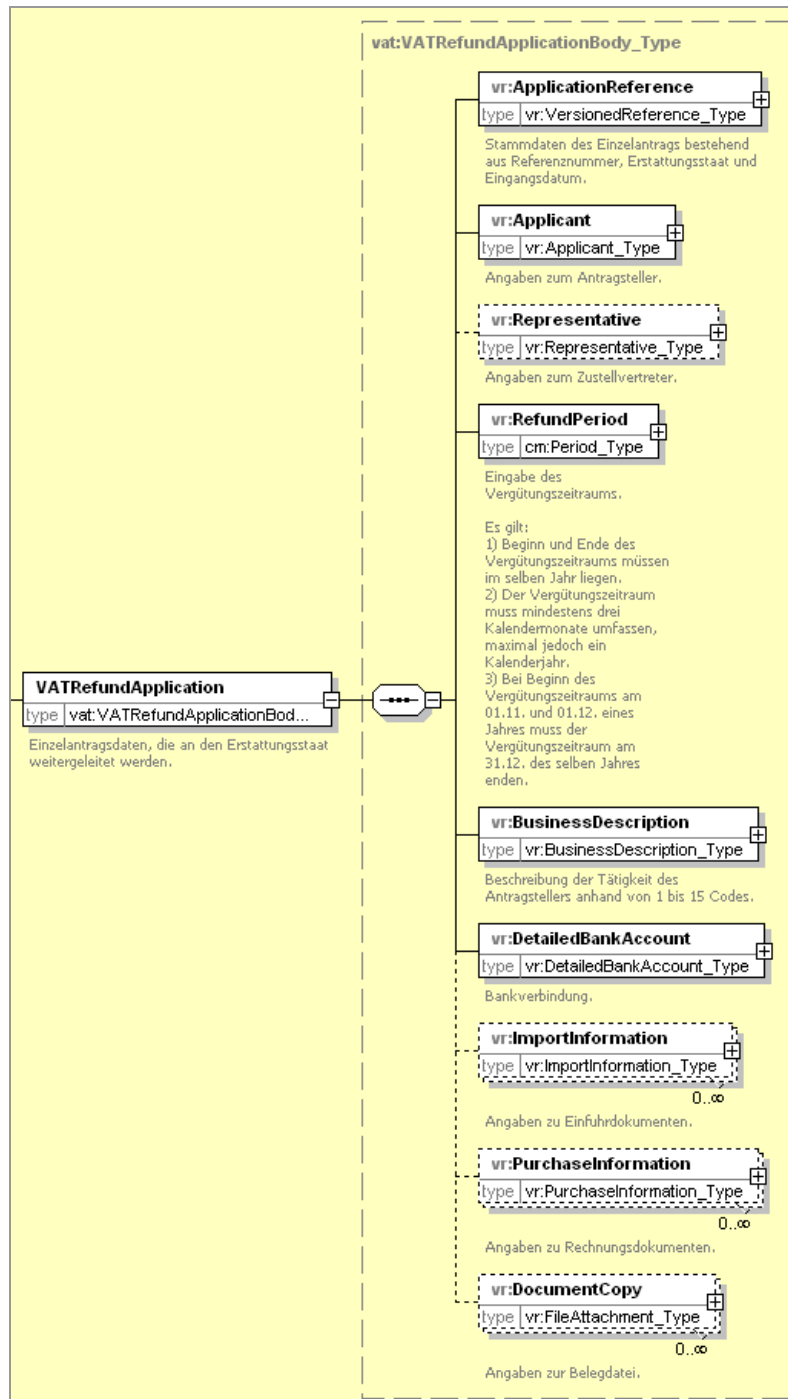 vat:VATRefundApplicationBody_Type
vr:ApplicationReference
type vr:VersionedReference_Type
Stammdaten des Einzelantrags bestehend
aus Referenznummer, Erstattungsstaat und
Eingangsdatum.
vr:Applicant
type vr:Applicant_Type
Angaben zum Antragsteller.
vr:Representative
type vr:Representative_Type
Angaben zum Zustellvertreter.
vr:RefundPeriod
type cm:Period_Type
Eingabe des
Vergütungszeitraums.
Es gilt:
1) Beginn und Ende des
Vergütungszeitraums müssen
im selben Jahr liegen.
2) Der Vergütungszeitraum
muss mindestens drei
Kalendermonate umfassen,
maximal jedoch ein
Kalenderjahr.
3) Bei Beginn des
Vergütungszeitraums am
01.11. und 01.12. eines
Jahres muss der
Vergütungszeitraum am
31.12. des selben Jahres
enden.
VATRefundApplication
type vat:VATRefundApplicationBod...
Einzelantragsdaten, die an den Erstattungsstaat
weitergeleitet werden.
vr:BusinessDescription
type vr:BusinessDescription_Type
Beschreibung der Tätigkeit des
Antragstellers anhand von 1 bis 15 Codes.
vr:DetailedBankAccount
type vr:DetailedBankAccount_Type
Bankverbindung.
vr:ImportInformation
type vr:ImportInformation_Type
0..∞
Angaben zu Einfuhrdokumenten.
vr:PurchaseInformation
type vr:PurchaseInformation_Type
0..∞
Angaben zu Rechnungsdokumenten.
vr:DocumentCopy
type vr:FileAttachment_Type
0..∞
Angaben zur Belegdatei.